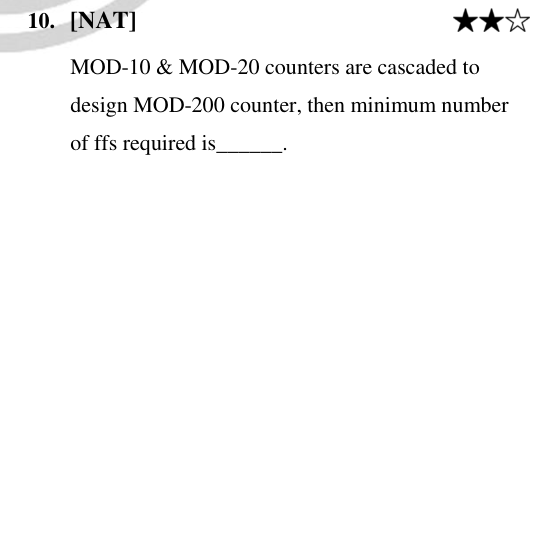 10. [NAT] ★★☆
MOD-10 & MOD-20 counters are cascaded to
design MOD-200 counter, then minimum number
of ffs required is______.